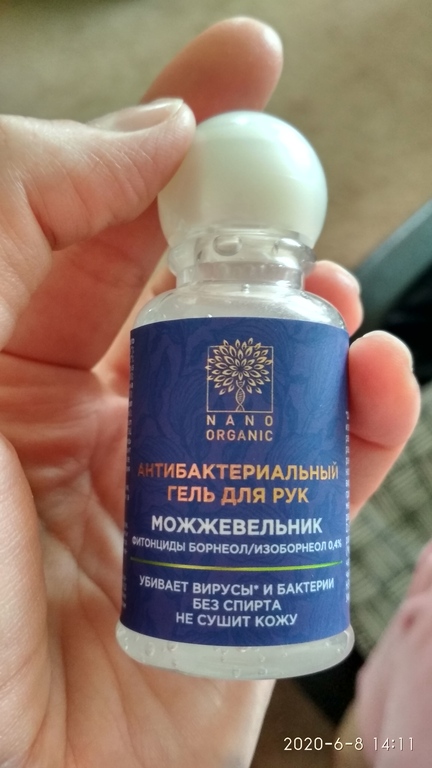 NANO
ORGANIC
АНТИБАКТЕРИАЛЬНЫЙ
ГЕЛЬ ДЛЯ РУК
МОЖЖЕВЕЛЬНИК
ФИТОНЦИДЫ БОРНЕОЛ/ИЗОБОРНЕОЛ 0,4%
УБИВАЕТ ВИРУСЫ* И БАКТЕРИИ
БЕЗ СПИРТА
НЕ СУШИТ КОЖУ
2020-6-8 14:11